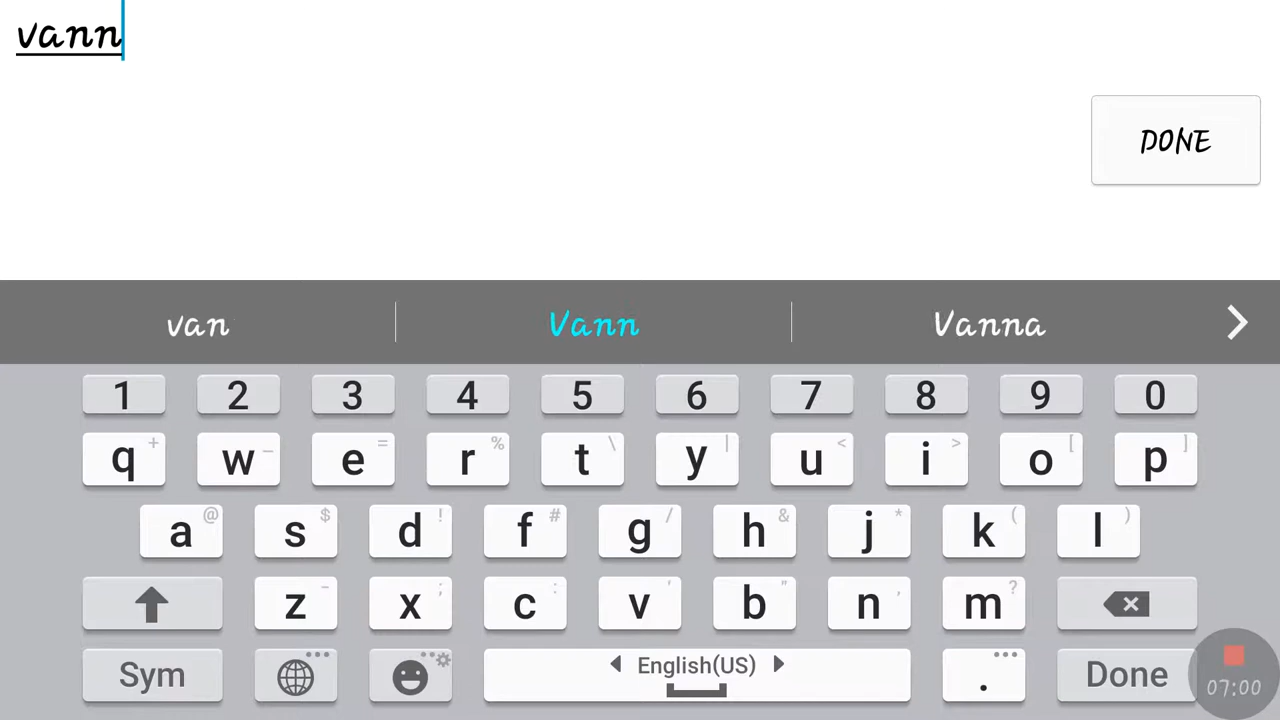 vann
DONE
van Vann Vanna
1 2 3 4 5 6 7 8 9 0
q + w - e = r % t \ y | u < i > o [ p ]
a @ s $ d ! f # g / h & j * k ( l )
z - x ; c : v ' b " n , m ?
Sym English(US) . Done
07:00